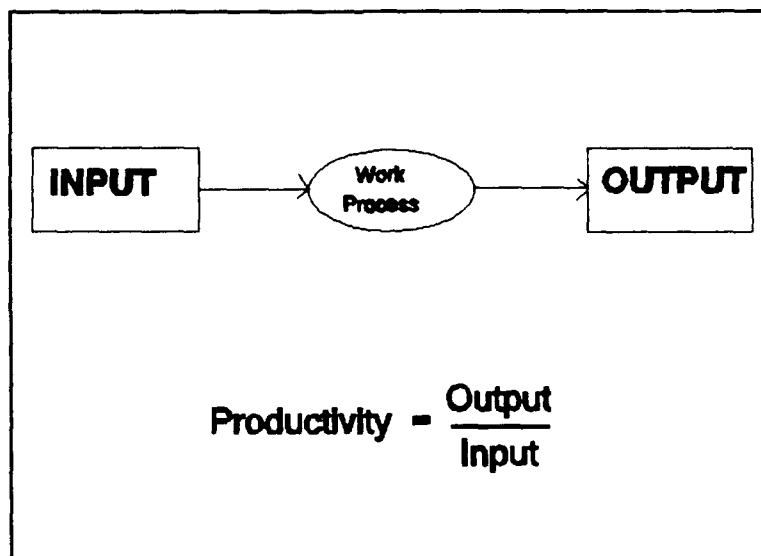 INPUT
Work
Process
OUTPUT
Productivity = Output
Input